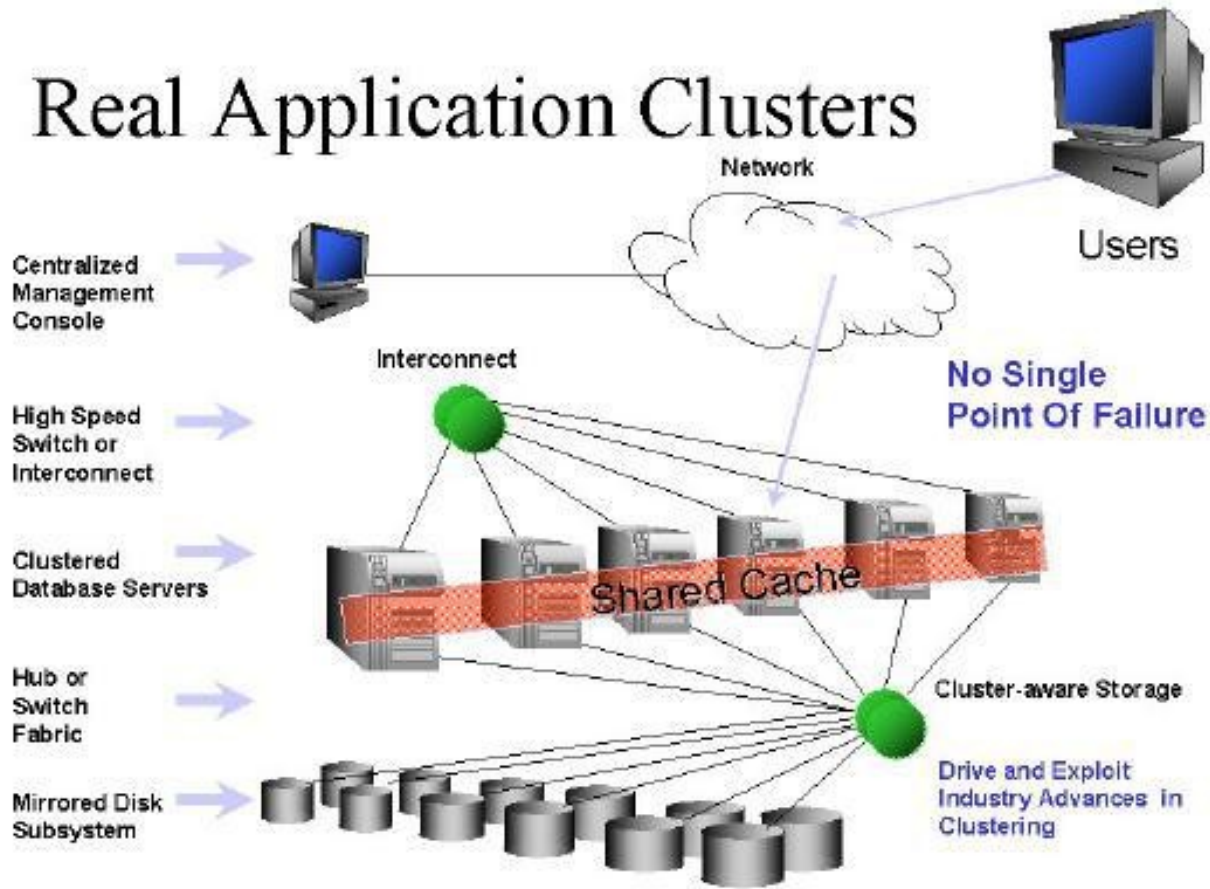 Real Application Clusters
Network
Users
Centralized
Management
Console
Interconnect
No Single
Point Of Failure
High Speed
Switch or
Interconnect
Clustered
Database Servers
Shared Cache
Hub or
Switch
Fabric
Cluster-aware Storage
Mirrored Disk
Subsystem
Drive and Exploit
Industry Advances in
Clustering